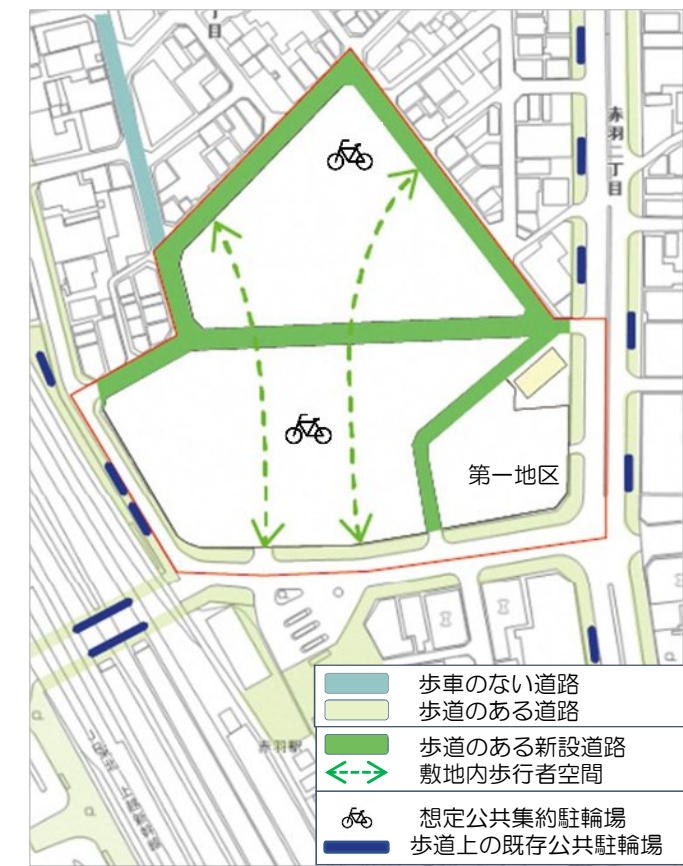 丁目
赤羽二丁目
第一地区
赤羽駅
歩車のない道路
歩道のある道路
歩道のある新設道路
敷地内歩行者空間
想定公共集約駐輪場
歩道上の既存公共駐輪場